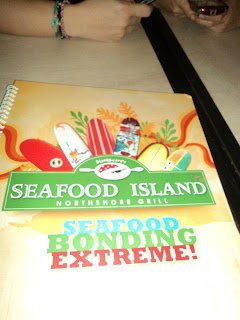 SEAFOOD ISLAND
NORTHSHORE GRILL
SEAFOOD
BONDING
EXTREME!